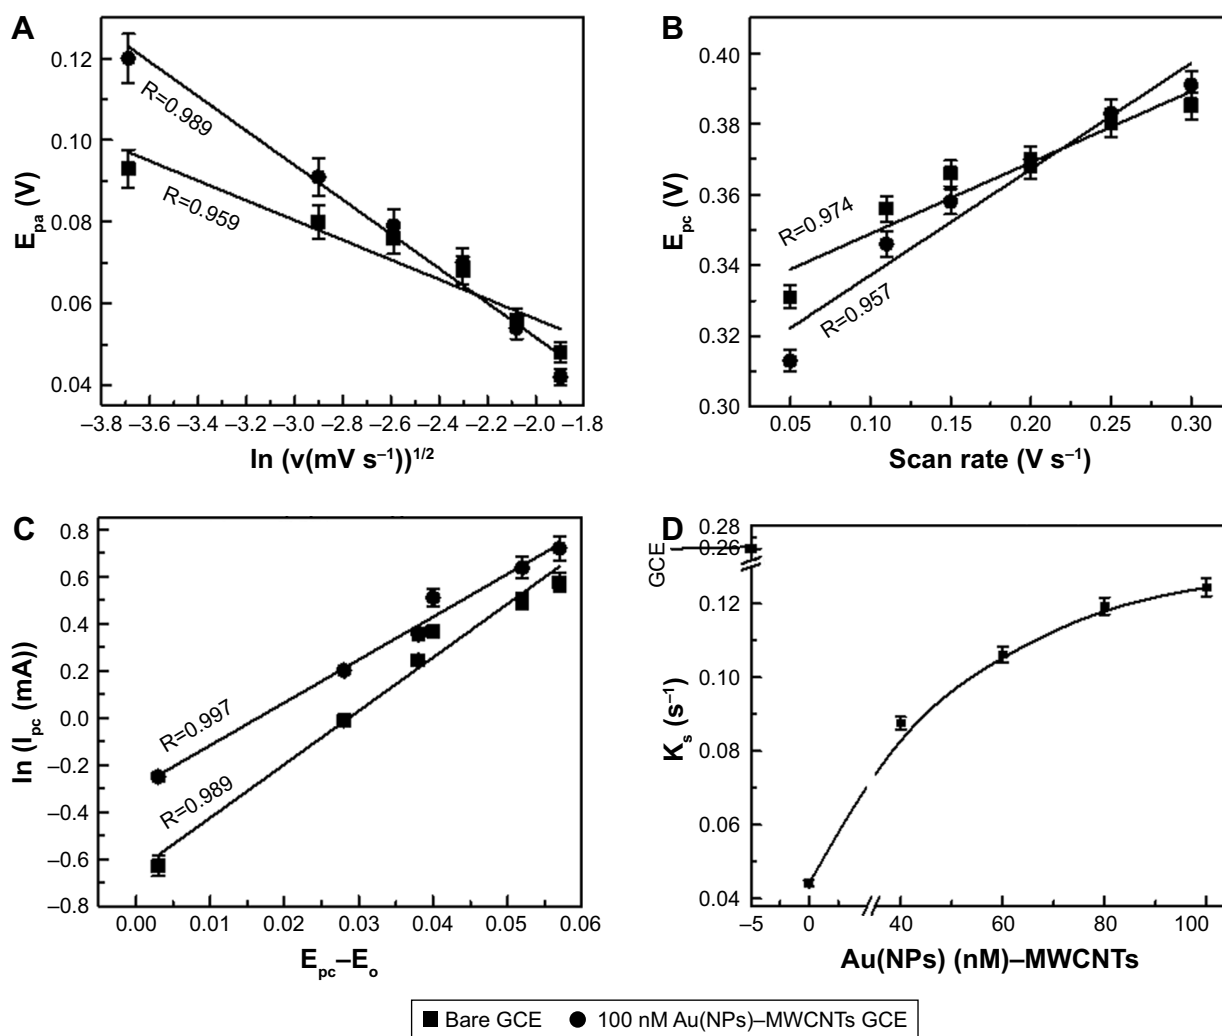 A
E_pa (V)
0.12
0.10
0.08
0.06
0.04
R=0.989
R=0.959
–3.8 –3.6 –3.4 –3.2 –3.0 –2.8 –2.6 –2.4 –2.2 –2.0 –1.8
ln (v(mV s⁻¹))^1/2
B
E_pc (V)
0.40
0.38
0.36
0.34
0.32
0.30
R=0.974
R=0.957
0.05 0.10 0.15 0.20 0.25 0.30
Scan rate (V s⁻¹)
C
ln (I_pc (mA))
0.8
0.6
0.4
0.2
0.0
–0.2
–0.4
–0.6
–0.8
R=0.997
R=0.989
0.00 0.01 0.02 0.03 0.04 0.05 0.06
E_pc–E_o
D
K_s (s⁻¹)
0.28
0.26
0.12
0.10
0.08
0.06
0.04
GCE
–5 0 40 60 80 100
Au(NPs) (nM)–MWCNTs
Bare GCE 100 nM Au(NPs)–MWCNTs GCE